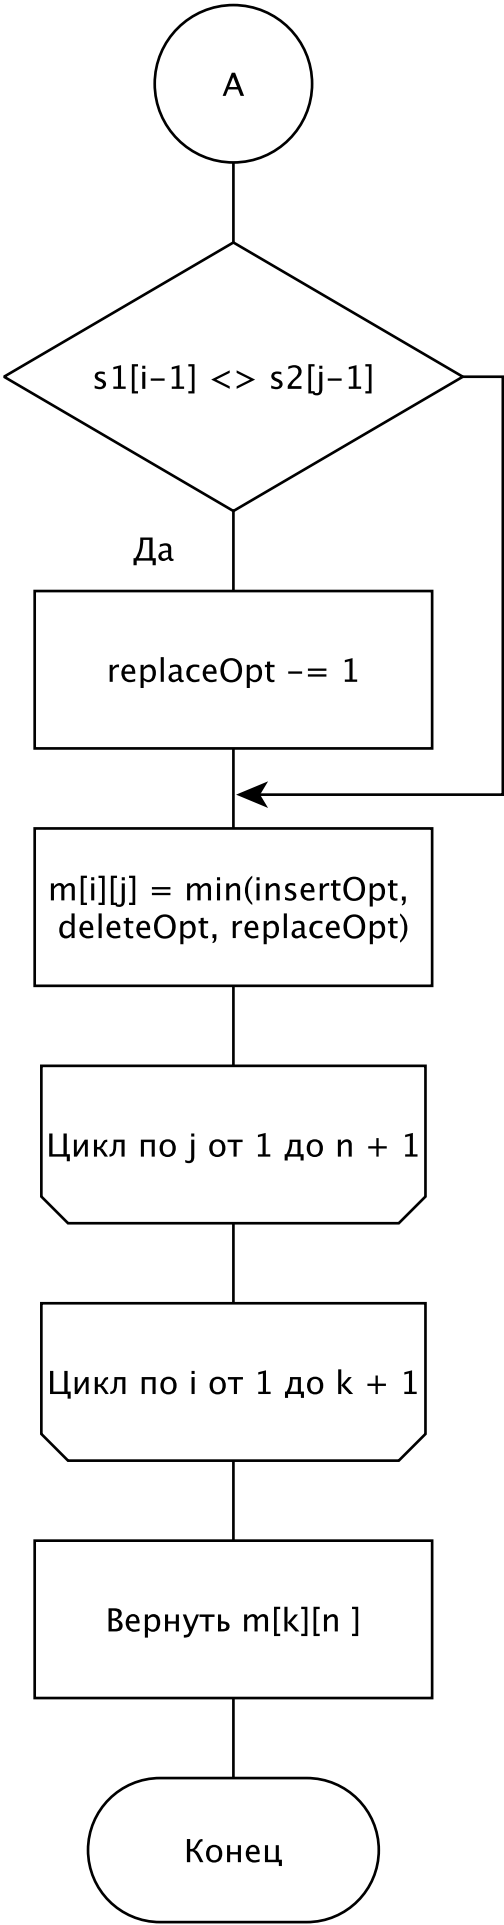 A
s1[i-1] <> s2[j-1]
Да
replaceOpt -= 1
m[i][j] = min(insertOpt,
deleteOpt, replaceOpt)
Цикл по j от 1 до n + 1
Цикл по i от 1 до k + 1
Вернуть m[k][n ]
Конец